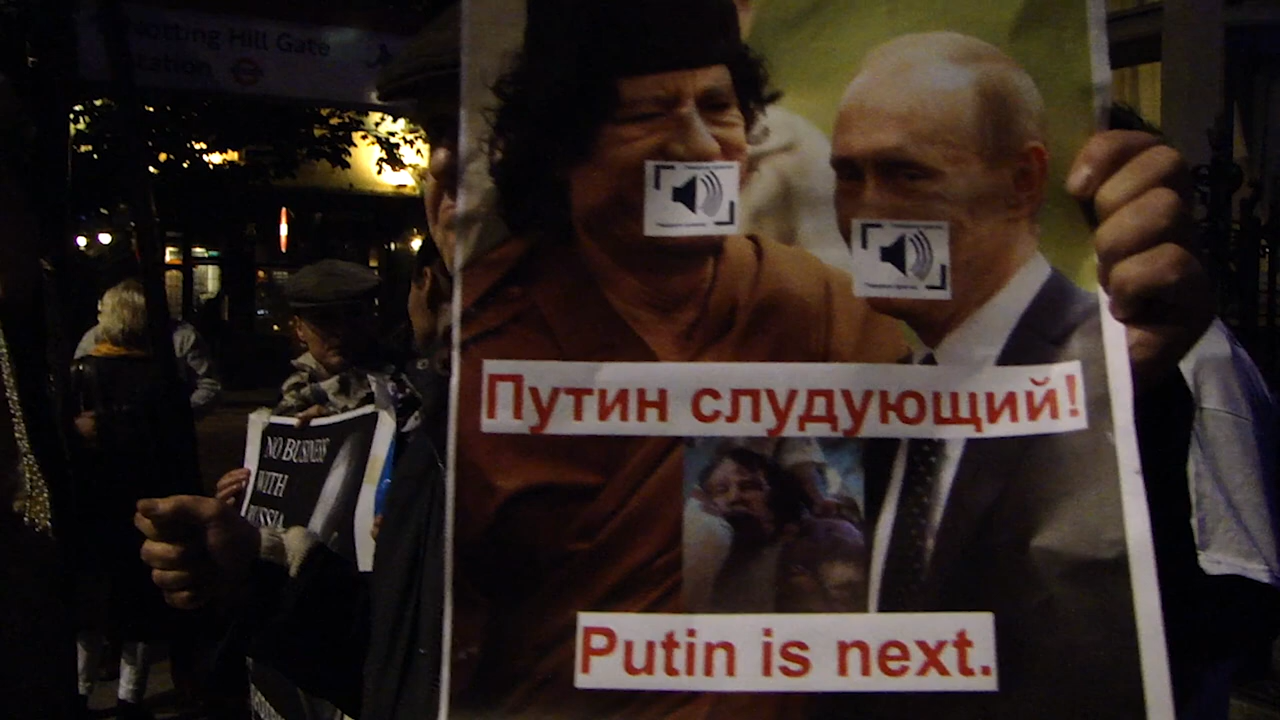 Notting Hill Gate
Station
NO BUSINESS
WITH
RUSSIA
Путин слудующий!
Putin is next.